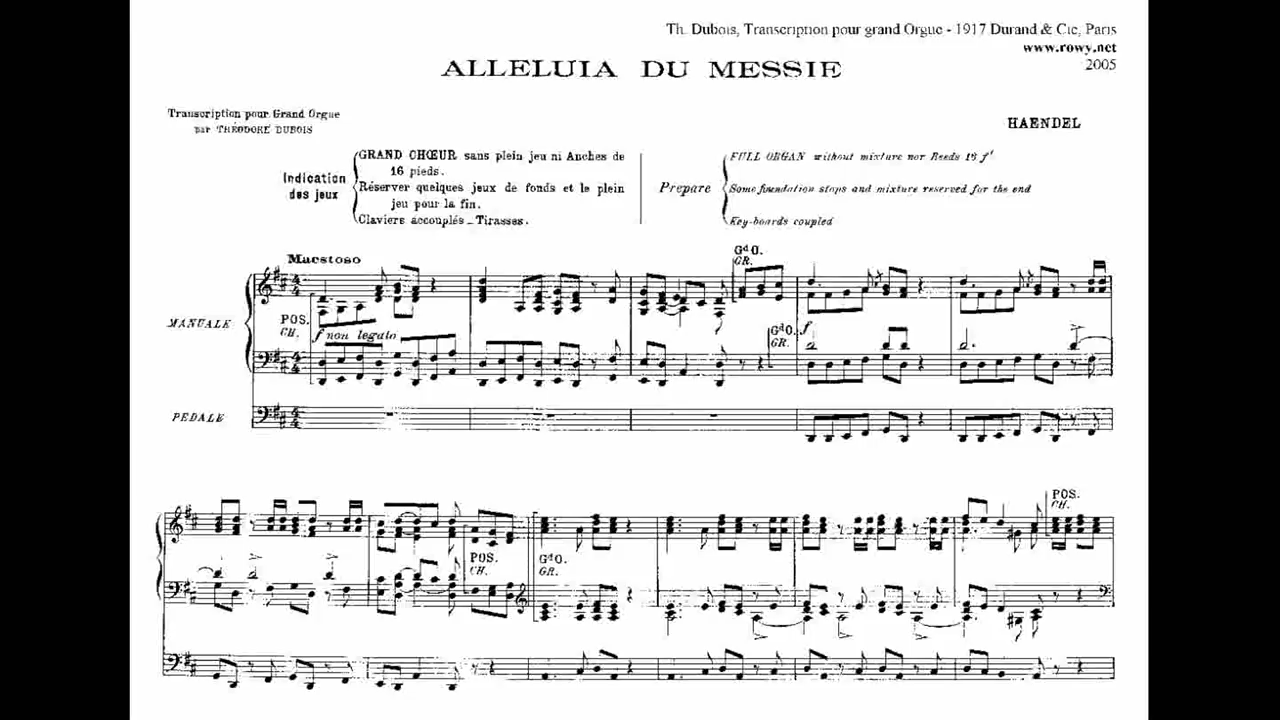 Th. Dubois, Transcription pour grand Orgue - 1917 Durand & Cie, Paris
www.rowy.net
2005
ALLELUIA DU MESSIE
Transcription pour Grand Orgue
par THÉODORE DUBOIS
HAENDEL
Indication
des jeux
GRAND CHŒUR sans plein jeu ni Anches de
16 pieds.
Réserver quelques jeux de fonds et le plein
jeu pour la fin.
Claviers accouplés _ Tirasses.
Prepare
FULL ORGAN without mixture nor Reeds 16 fᵗ
Some foundation stops and mixture reserved for the end
Key-boards coupled
Maestoso
GᵈO.
GR.
MANUALE
POS.
CH.
f non legato
GᵈO.
GR.
f
PEDALE
POS.
CH.
POS.
CH.
GᵈO.
GR.